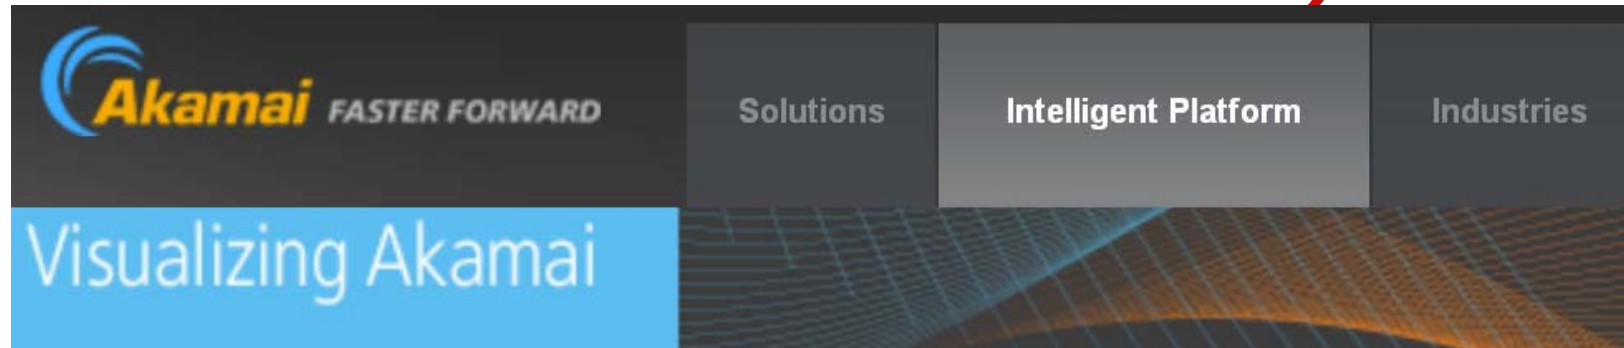 Akamai FASTER FORWARD
Solutions
Intelligent Platform
Industries
Visualizing Akamai